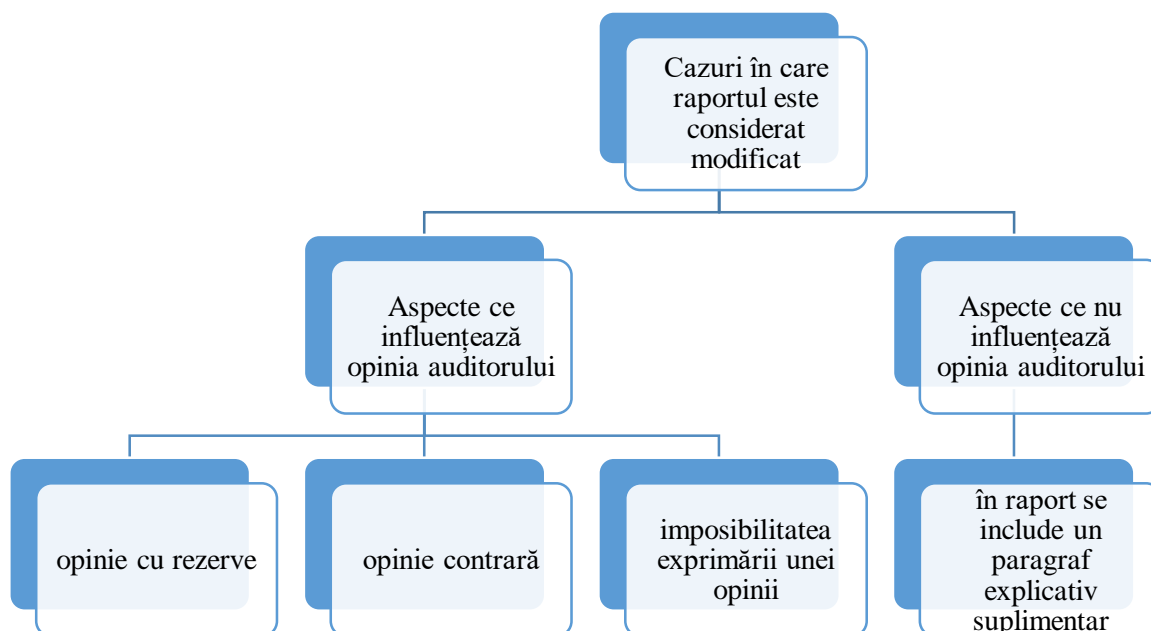 Cazuri în care
raportul este
considerat
modificat
Aspecte ce
influențează
opinia auditorului
Aspecte ce nu
influențează
opinia auditorului
opinie cu rezerve
opinie contrară
imposibilitatea
exprimării unei
opinii
în raport se
include un
paragraf
explicativ
suplimentar